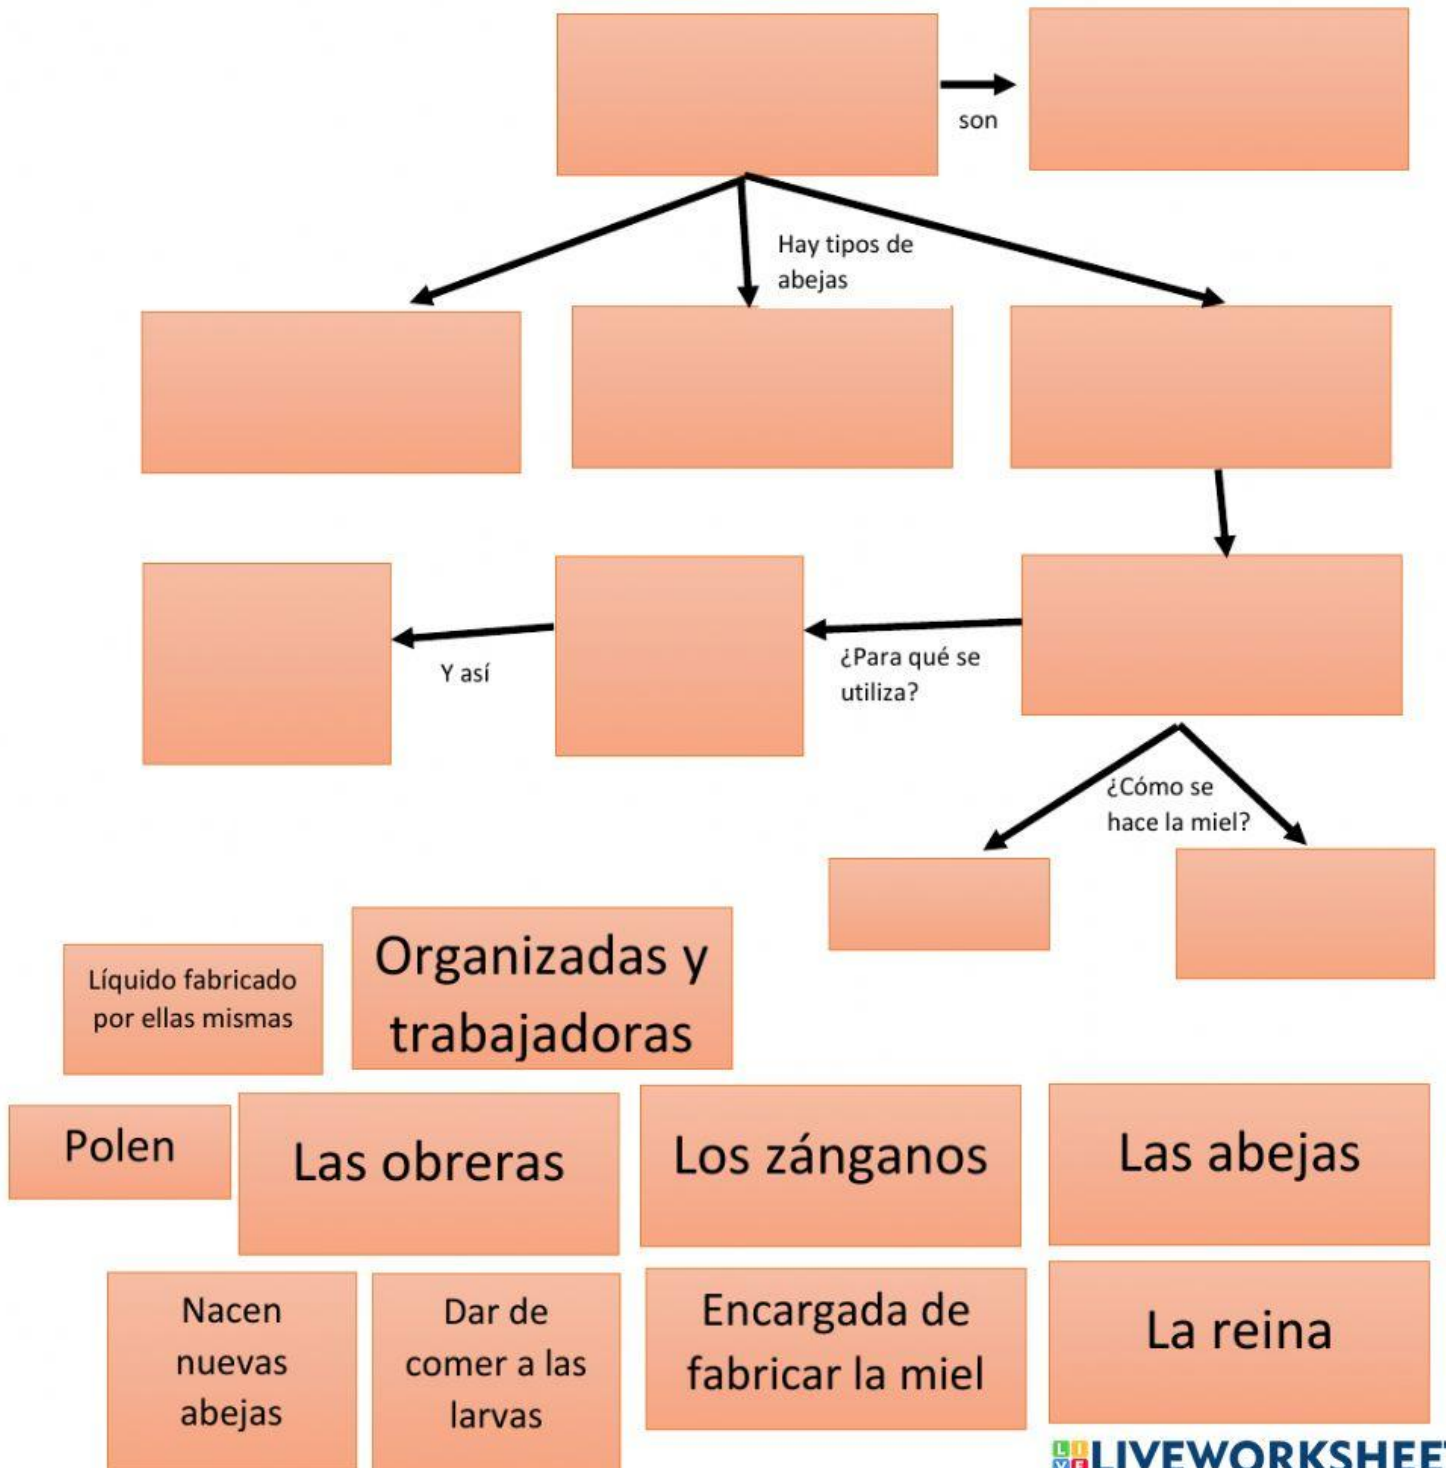 son
Hay tipos de
abejas
Y así
¿Para qué se
utiliza?
¿Cómo se
hace la miel?
Organizadas y
trabajadoras
Líquido fabricado
por ellas mismas
Polen
Las obreras
Los zánganos
Las abejas
Nacen
nuevas
abejas
Dar de
comer a las
larvas
Encargada de
fabricar la miel
La reina
LIVEWORKSHEET